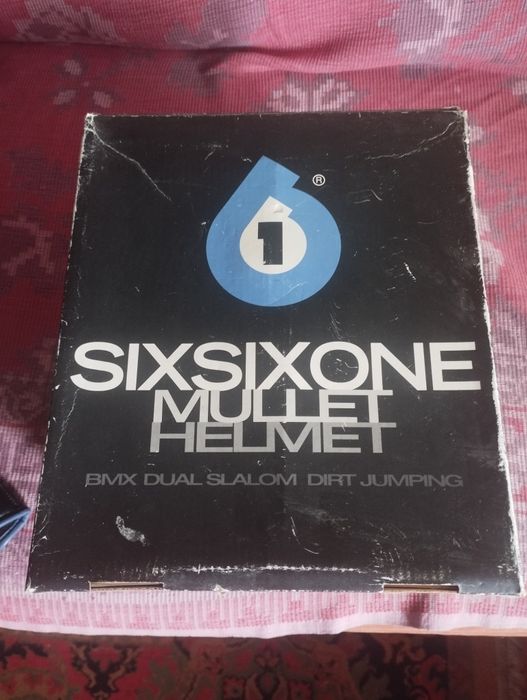 1
®
SIXSIXONE
MULLET
HELMET
BMX DUAL SLALOM DIRT JUMPING